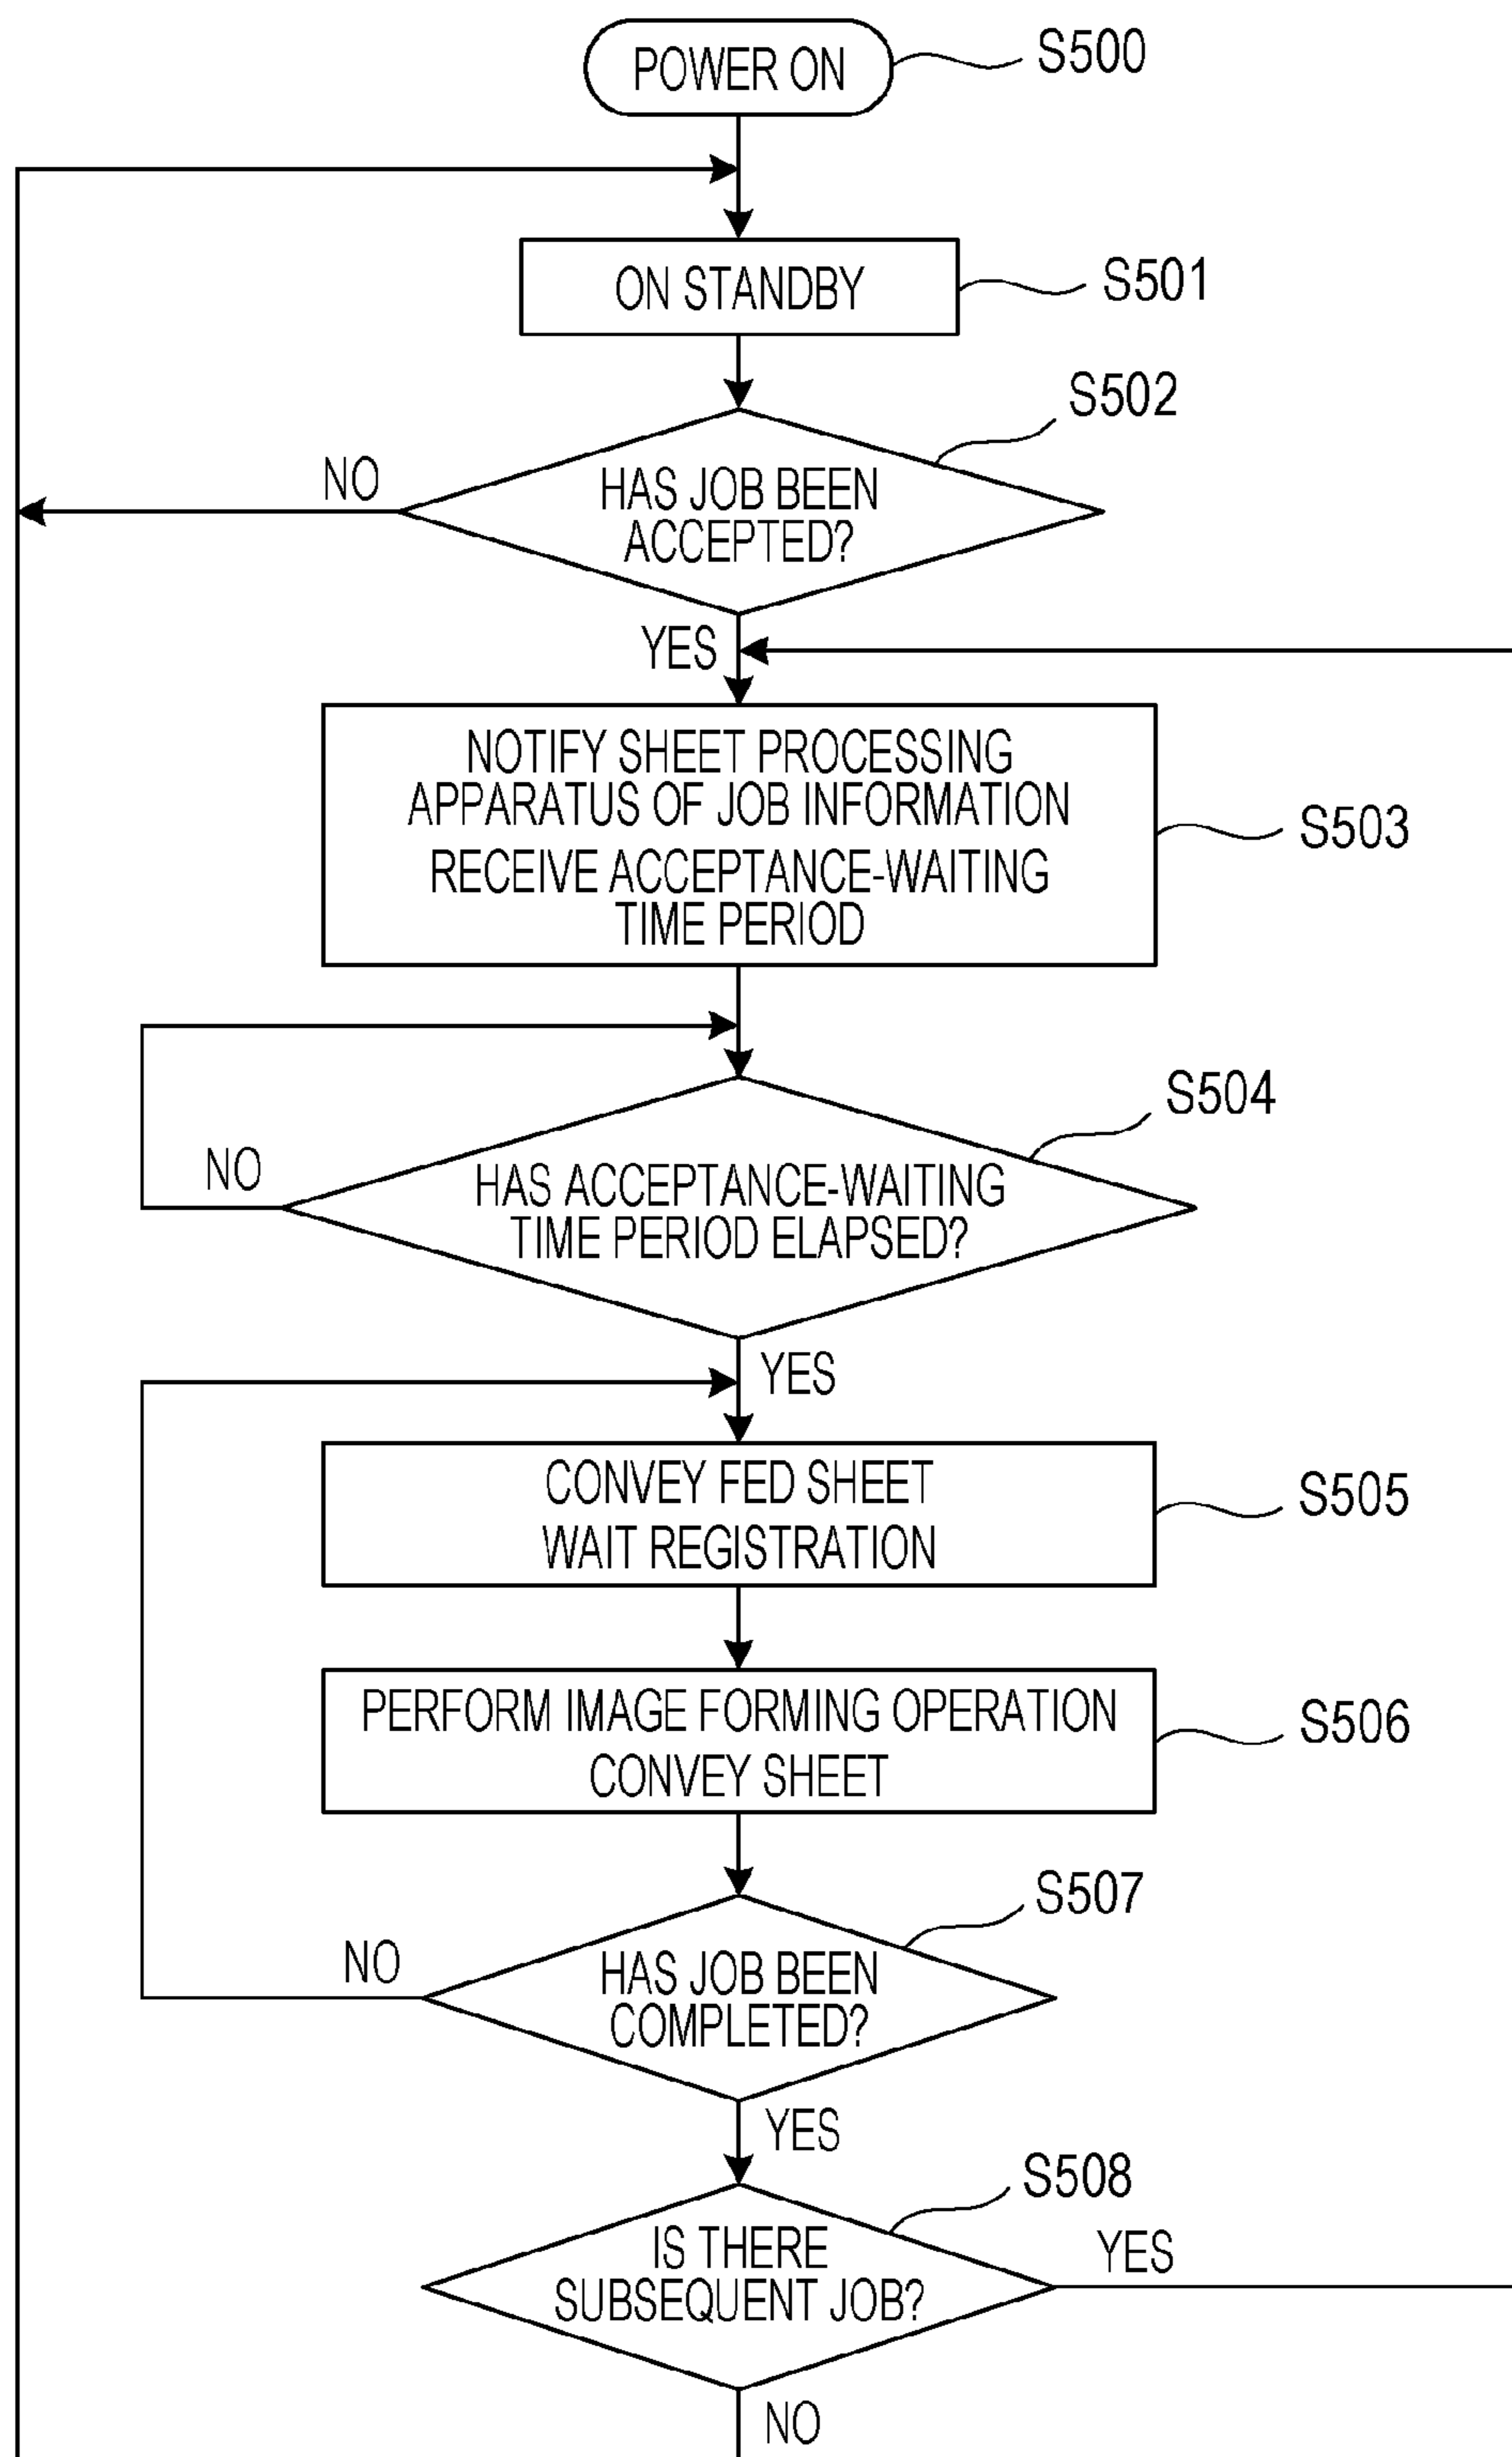 POWER ON
S500
ON STANDBY
S501
S502
NO
HAS JOB BEEN
ACCEPTED?
YES
NOTIFY SHEET PROCESSING
APPARATUS OF JOB INFORMATION
RECEIVE ACCEPTANCE-WAITING
TIME PERIOD
S503
S504
NO
HAS ACCEPTANCE-WAITING
TIME PERIOD ELAPSED?
YES
CONVEY FED SHEET
WAIT REGISTRATION
S505
PERFORM IMAGE FORMING OPERATION
CONVEY SHEET
S506
S507
NO
HAS JOB BEEN
COMPLETED?
YES
S508
IS THERE
SUBSEQUENT JOB?
YES
NO